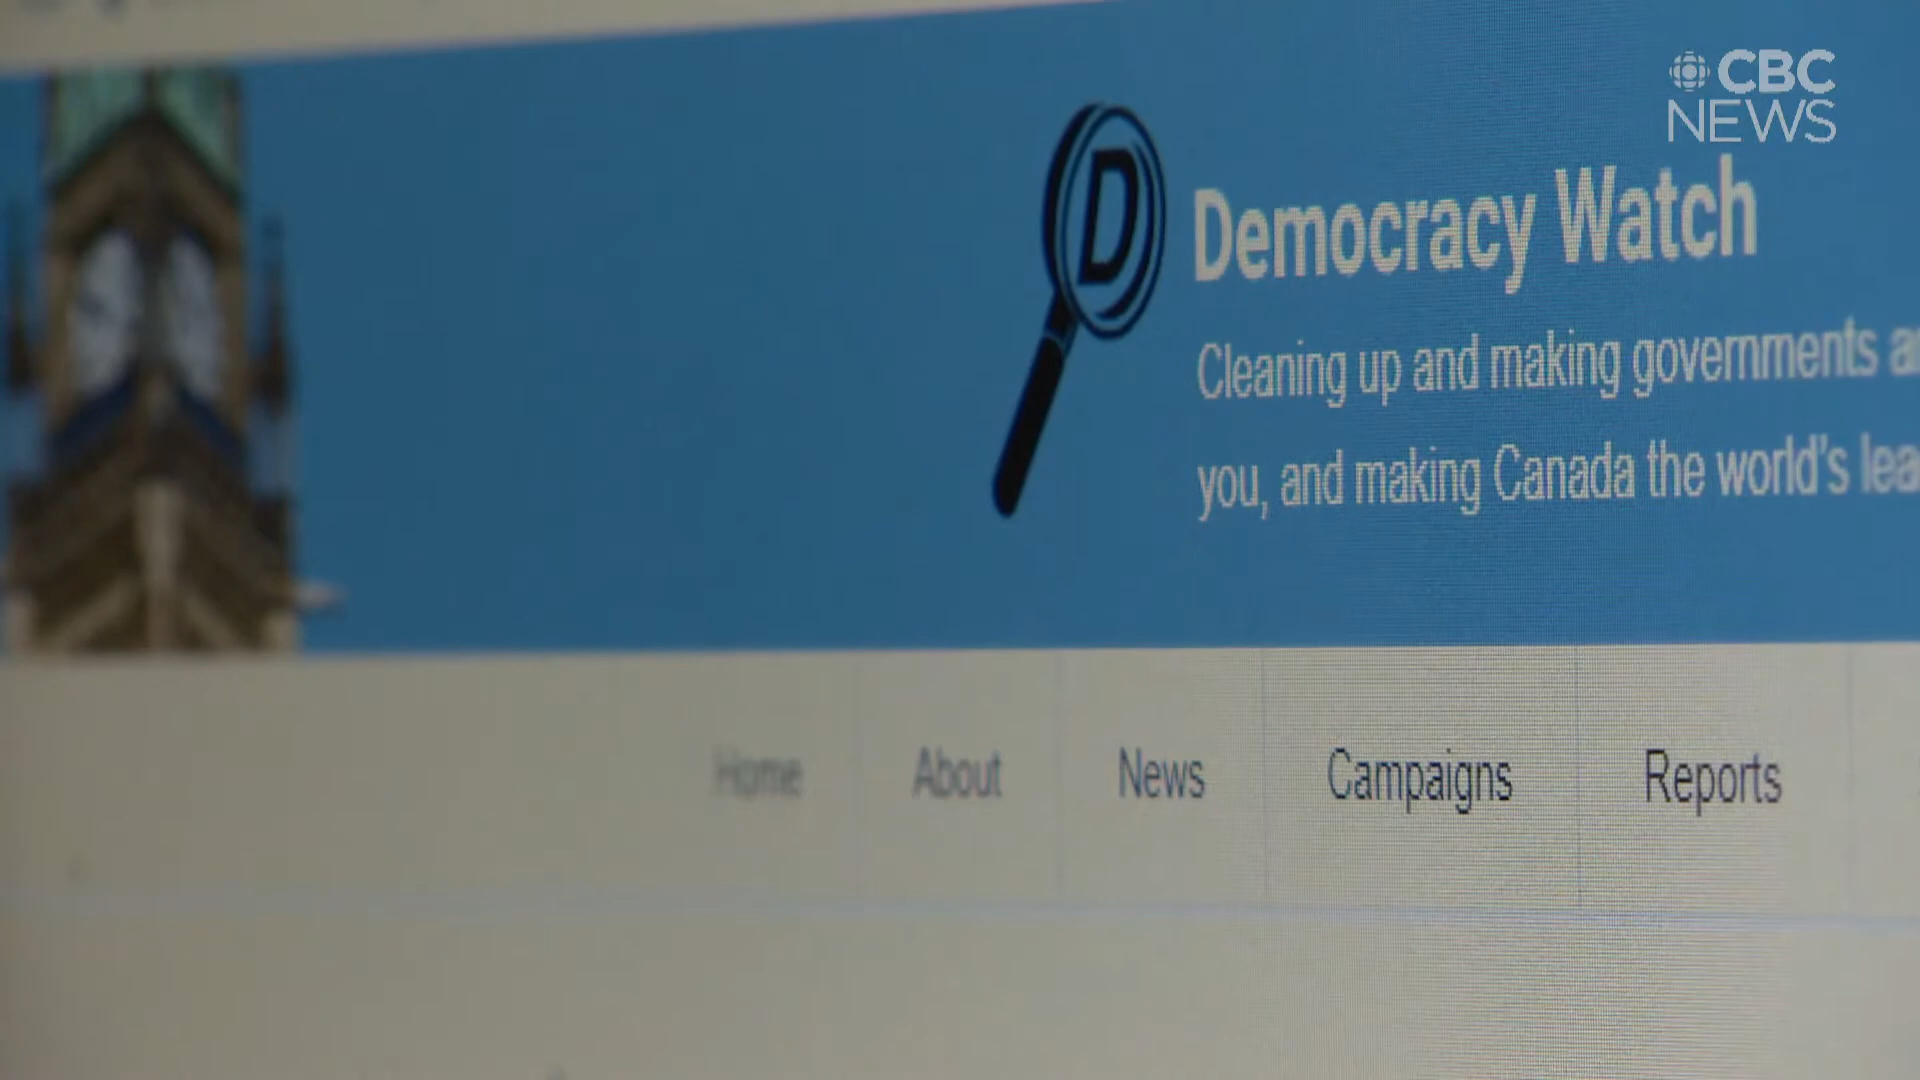 CBC
NEWS
D
Democracy Watch
Cleaning up and making governments
you, and making Canada the world's
Home
About
News
Campaigns
Reports